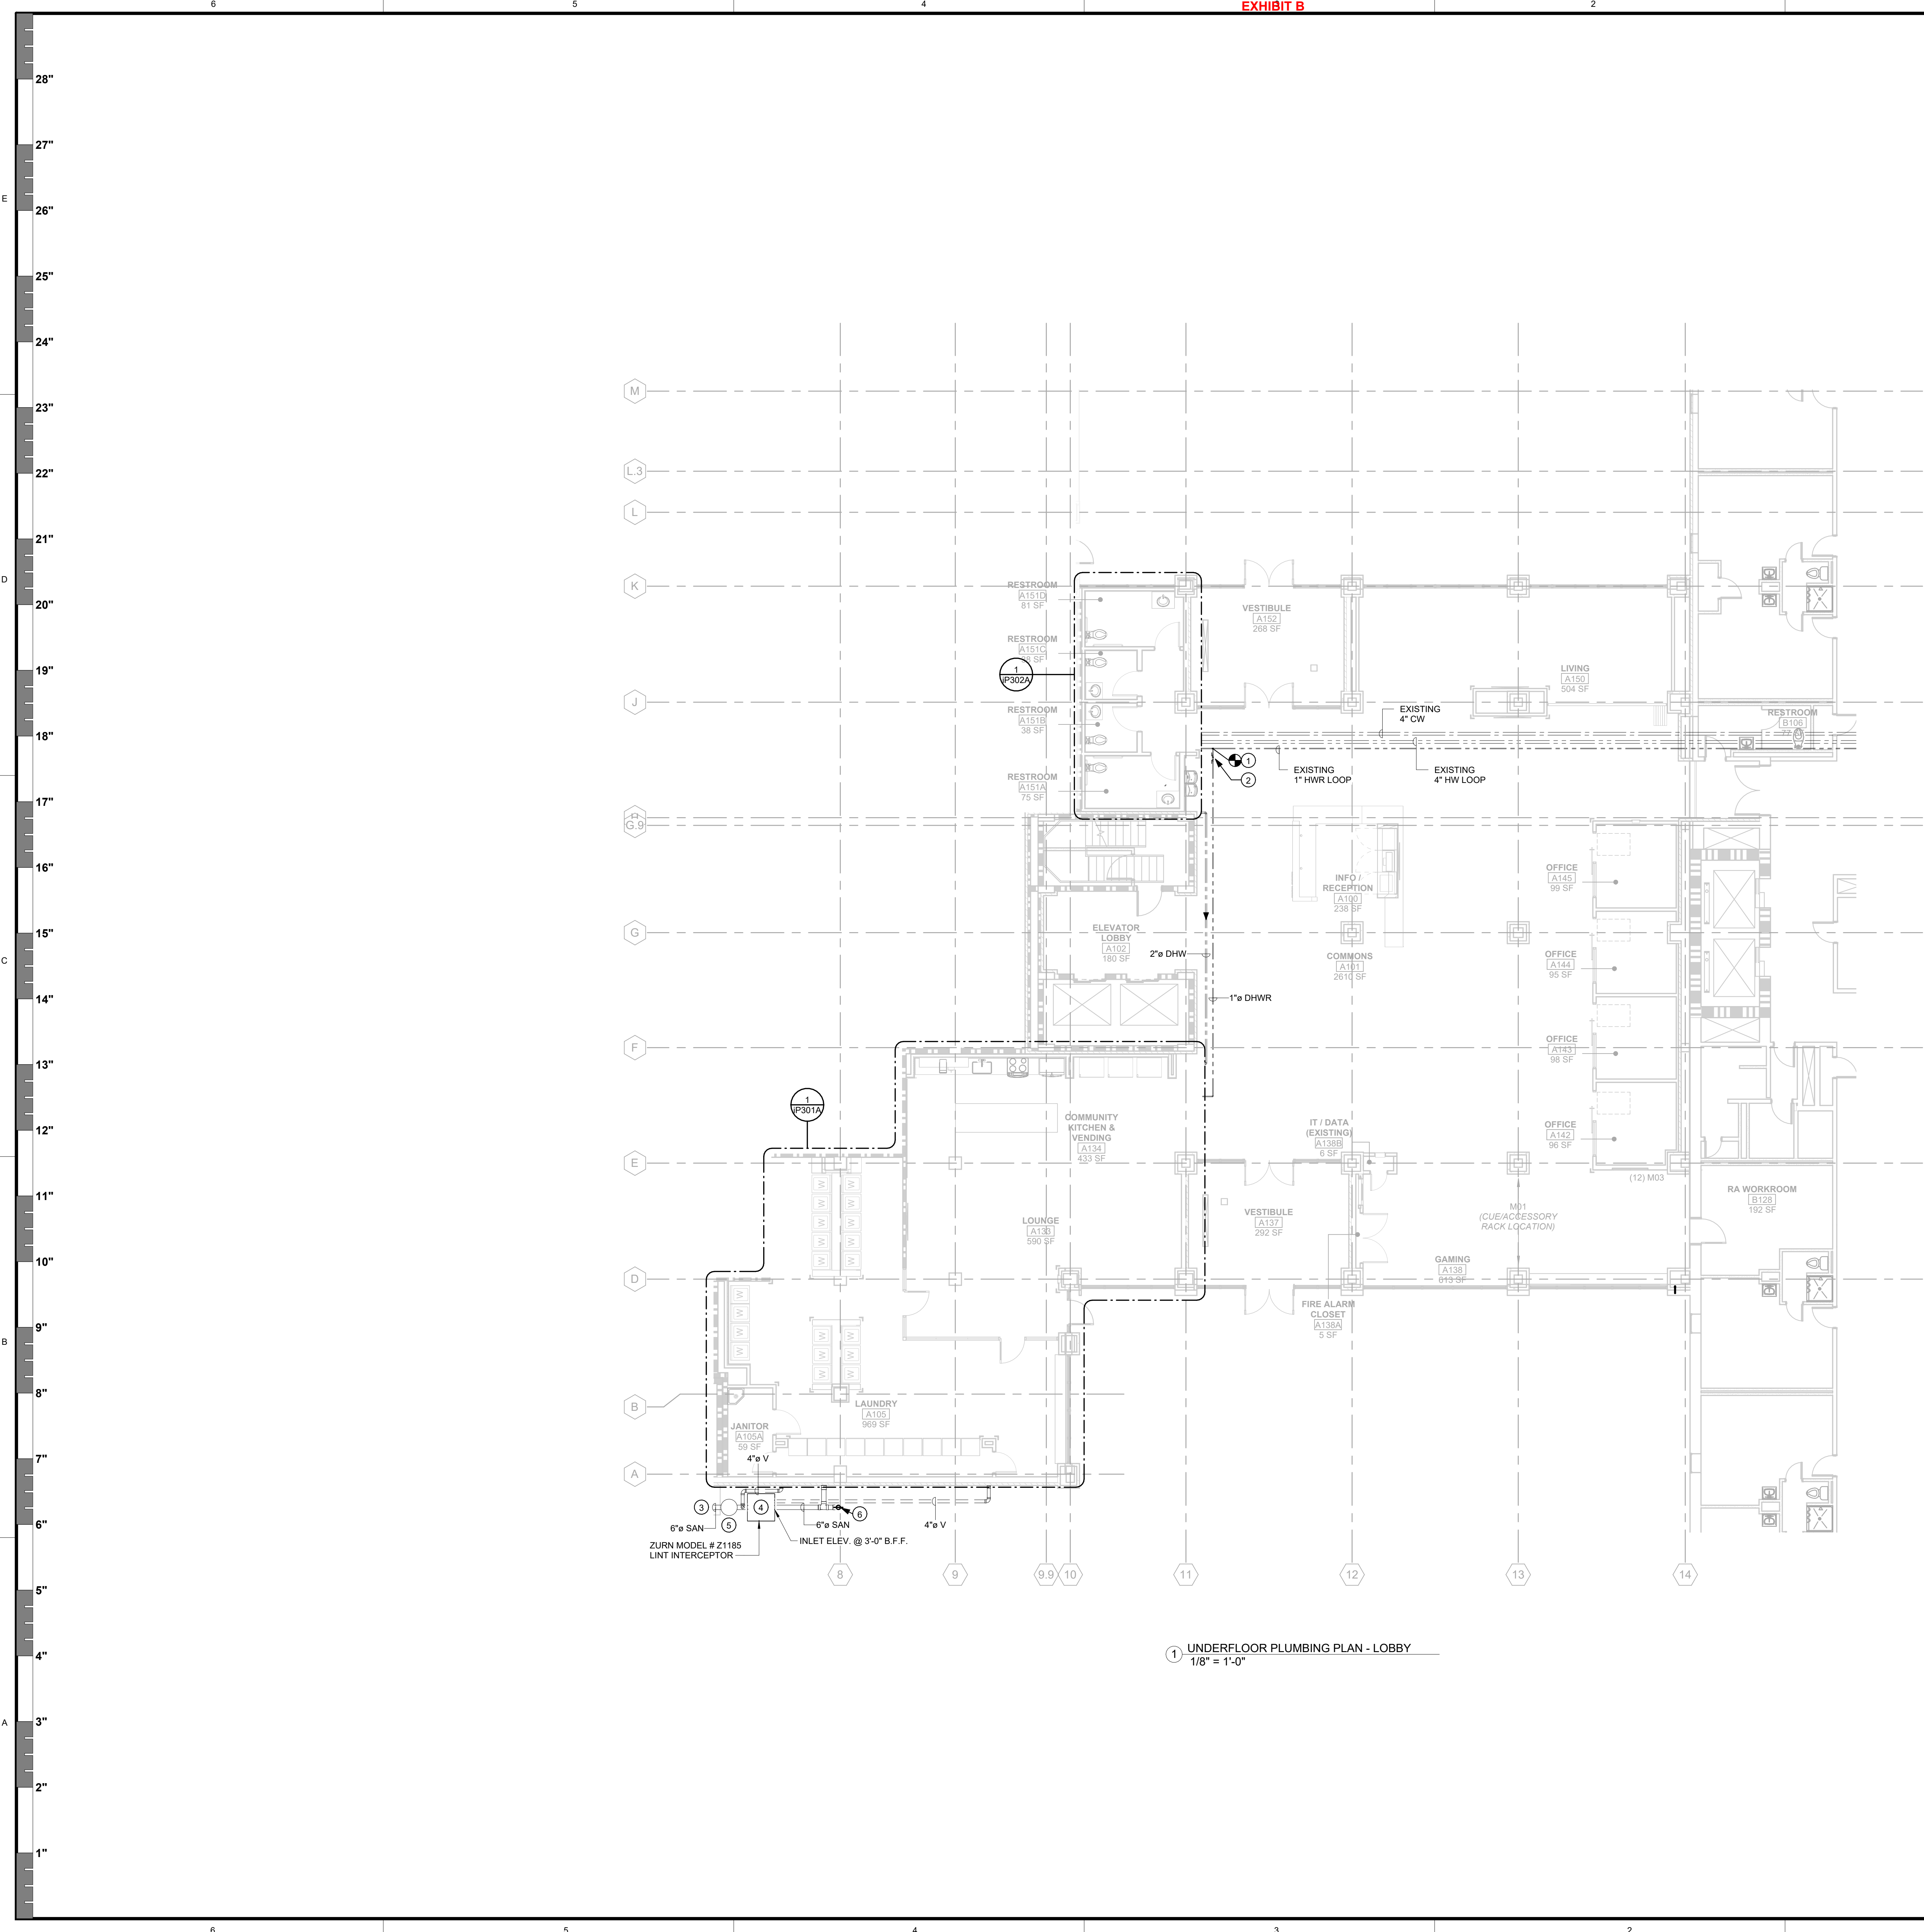 6
5
4
EXHIBIT B
2
28"
27"
E
26"
25"
24"
M
23"
L.3
22"
L
21"
D
K
RESTROOM
A151D
81 SF
20"
VESTIBULE
A152
268 SF
RESTROOM
A151C
38 SF
19"
1
iP302A
LIVING
A150
504 SF
J
RESTROOM
A151B
38 SF
EXISTING
4" CW
RESTROOM
B106
77
18"
1
2
EXISTING
1" HWR LOOP
EXISTING
4" HW LOOP
RESTROOM
A151A
75 SF
17"
G.9
16"
INFO /
RECEPTION
A100
238 SF
OFFICE
A145
99 SF
15"
G
ELEVATOR
LOBBY
A102
180 SF
C
2"ø DHW
COMMONS
A101
2610 SF
OFFICE
A144
95 SF
14"
1"ø DHWR
F
OFFICE
A143
98 SF
13"
1
iP301A
COMMUNITY
KITCHEN &
VENDING
A134
433 SF
12"
IT / DATA
(EXISTING)
A138B
6 SF
OFFICE
A142
96 SF
E
(12) M03
11"
W W
W W
W W
W W
W W
RA WORKROOM
B128
192 SF
LOUNGE
A133
590 SF
VESTIBULE
A137
292 SF
M01
(CUE/ACCESSORY
RACK LOCATION)
10"
D
GAMING
A138
813 SF
W
W
W
W
FIRE ALARM
CLOSET
A138A
5 SF
9"
B
W W
W W
W W
8"
B
LAUNDRY
A105
969 SF
JANITOR
A105A
59 SF
7"
4"ø V
A
3
4
6
5
6"ø SAN
6"ø SAN
4"ø V
6"
INLET ELEV. @ 3'-0" B.F.F.
ZURN MODEL # Z1185
LINT INTERCEPTOR
5"
8
9
9.9
10
11
12
13
14
4"
1
UNDERFLOOR PLUMBING PLAN - LOBBY
1/8" = 1'-0"
A
3"
2"
1"
6
5
4
3
2